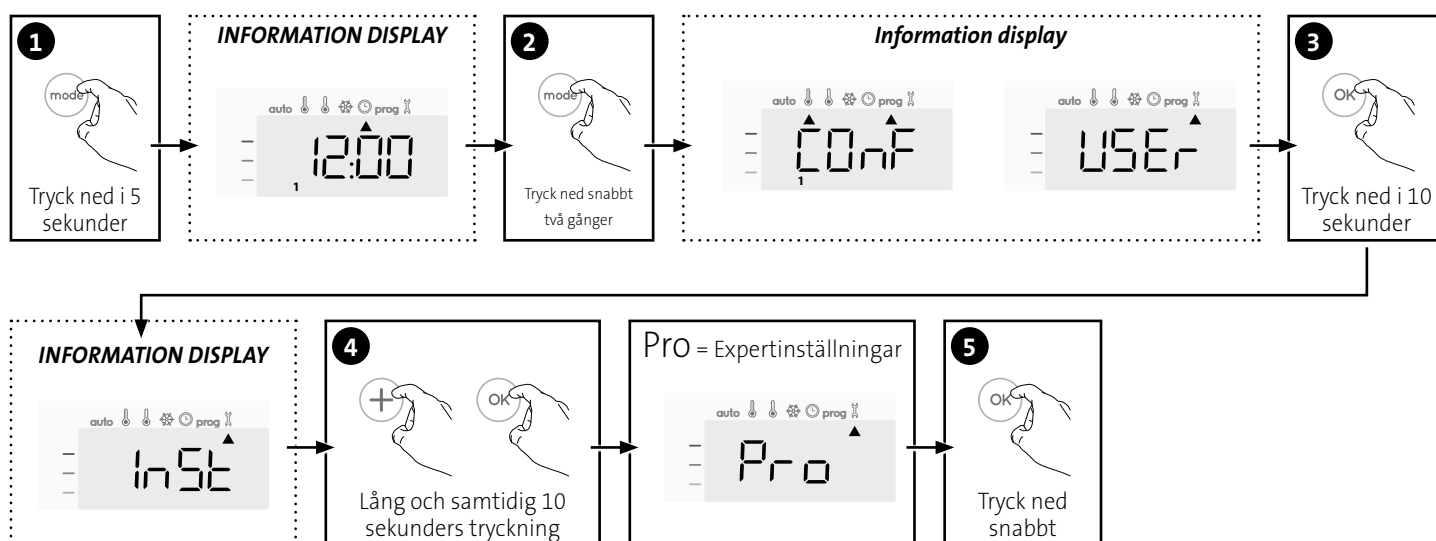 1
mode
Tryck ned i 5
sekunder
INFORMATION DISPLAY
auto prog
12:00
1
2
mode
Tryck ned snabbt
två gånger
Information display
auto prog
COnF
1
auto prog
USEr
3
OK
Tryck ned i 10
sekunder
INFORMATION DISPLAY
auto prog
InSt
4
+ OK
Lång och samtidig 10
sekunders tryckning
Pro = Expertinställningar
auto prog
Pro
5
OK
Tryck ned
snabbt